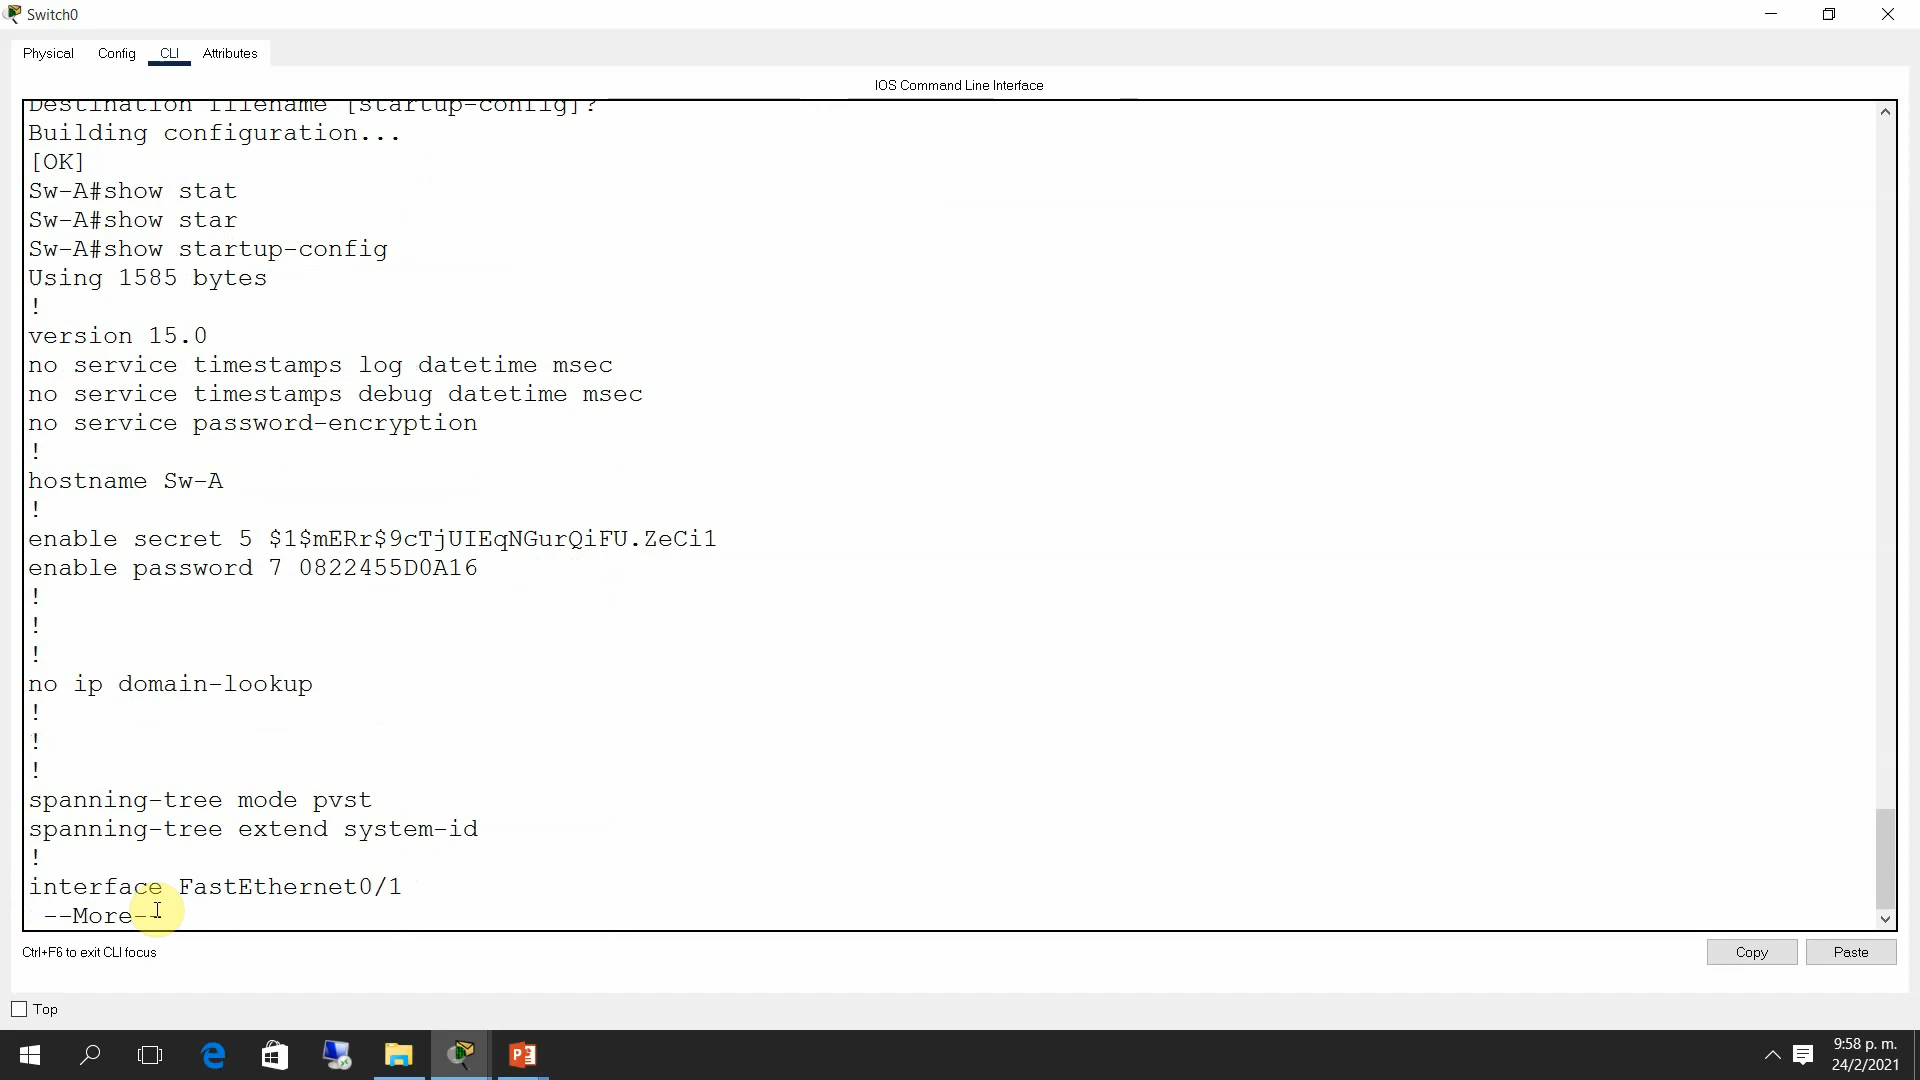 Switch0
Physical Config CLI Attributes
IOS Command Line Interface
Destination filename [startup-config]?
Building configuration...
[OK]
Sw-A#show stat
Sw-A#show star
Sw-A#show startup-config
Using 1585 bytes
!
version 15.0
no service timestamps log datetime msec
no service timestamps debug datetime msec
no service password-encryption
!
hostname Sw-A
!
enable secret 5 $1$mERr$9cTjUIEqNGurQiFU.ZeCi1
enable password 7 0822455D0A16
!
!
!
no ip domain-lookup
!
!
!
spanning-tree mode pvst
spanning-tree extend system-id
!
interface FastEthernet0/1
--More--
Ctrl+F6 to exit CLI focus
Copy Paste
Top
9:58 p. m.
24/2/2021